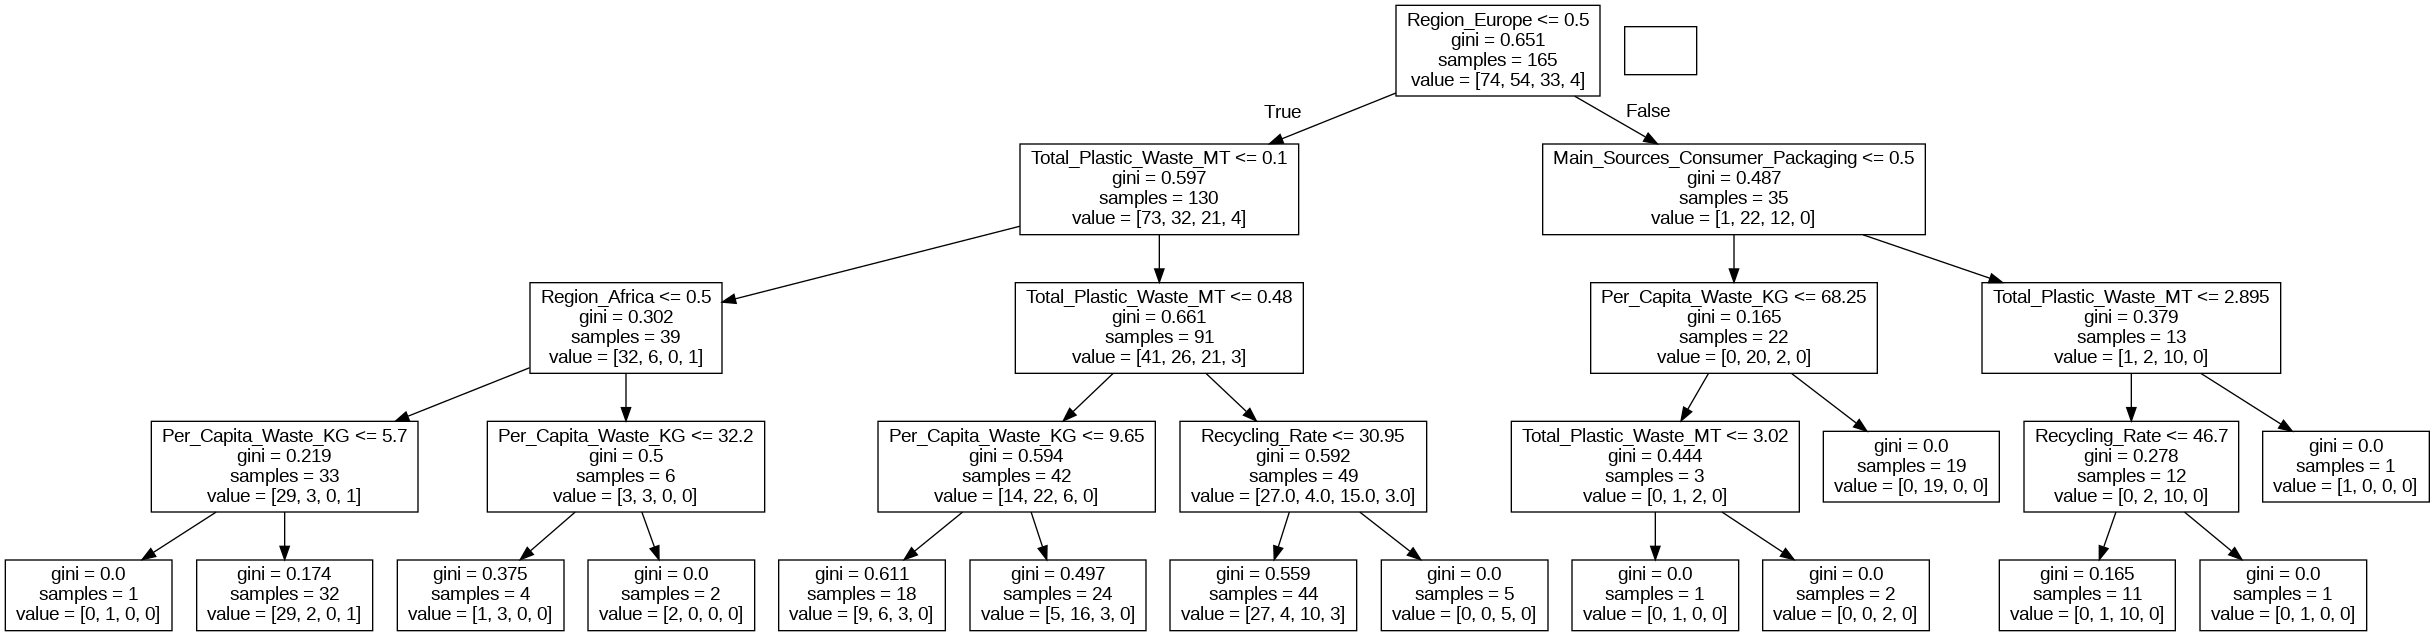 Region_Europe <= 0.5
gini = 0.651
samples = 165
value = [74, 54, 33, 4]
True
False
Total_Plastic_Waste_MT <= 0.1
gini = 0.597
samples = 130
value = [73, 32, 21, 4]
Main_Sources_Consumer_Packaging <= 0.5
gini = 0.487
samples = 35
value = [1, 22, 12, 0]
Region_Africa <= 0.5
gini = 0.302
samples = 39
value = [32, 6, 0, 1]
Total_Plastic_Waste_MT <= 0.48
gini = 0.661
samples = 91
value = [41, 26, 21, 3]
Per_Capita_Waste_KG <= 68.25
gini = 0.165
samples = 22
value = [0, 20, 2, 0]
Total_Plastic_Waste_MT <= 2.895
gini = 0.379
samples = 13
value = [1, 2, 10, 0]
Per_Capita_Waste_KG <= 5.7
gini = 0.219
samples = 33
value = [29, 3, 0, 1]
Per_Capita_Waste_KG <= 32.2
gini = 0.5
samples = 6
value = [3, 3, 0, 0]
Per_Capita_Waste_KG <= 9.65
gini = 0.594
samples = 42
value = [14, 22, 6, 0]
Recycling_Rate <= 30.95
gini = 0.592
samples = 49
value = [27.0, 4.0, 15.0, 3.0]
Total_Plastic_Waste_MT <= 3.02
gini = 0.444
samples = 3
value = [0, 1, 2, 0]
gini = 0.0
samples = 19
value = [0, 19, 0, 0]
Recycling_Rate <= 46.7
gini = 0.278
samples = 12
value = [0, 2, 10, 0]
gini = 0.0
samples = 1
value = [1, 0, 0, 0]
gini = 0.0
samples = 1
value = [0, 1, 0, 0]
gini = 0.174
samples = 32
value = [29, 2, 0, 1]
gini = 0.375
samples = 4
value = [1, 3, 0, 0]
gini = 0.0
samples = 2
value = [2, 0, 0, 0]
gini = 0.611
samples = 18
value = [9, 6, 3, 0]
gini = 0.497
samples = 24
value = [5, 16, 3, 0]
gini = 0.559
samples = 44
value = [27, 4, 10, 3]
gini = 0.0
samples = 5
value = [0, 0, 5, 0]
gini = 0.0
samples = 1
value = [0, 1, 0, 0]
gini = 0.0
samples = 2
value = [0, 0, 2, 0]
gini = 0.165
samples = 11
value = [0, 1, 10, 0]
gini = 0.0
samples = 1
value = [0, 1, 0, 0]